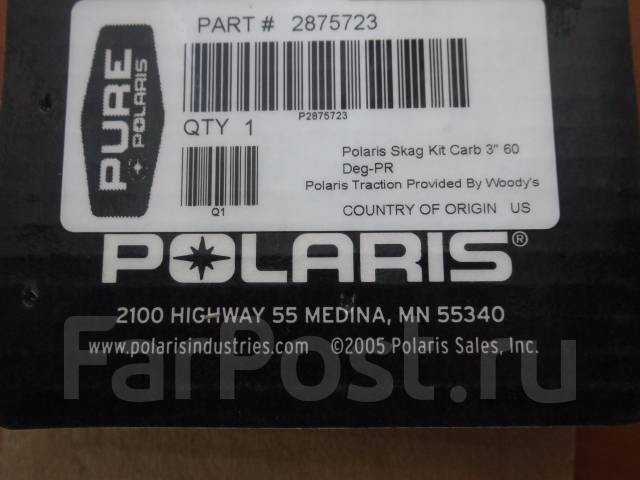 PURE
POLARIS
PART # 2875723
P2875723
QTY 1
Q1
Polaris Skag Kit Carb 3" 60
Deg-PR
Polaris Traction Provided By Woody's
COUNTRY OF ORIGIN US
POLARIS®
2100 HIGHWAY 55 MEDINA, MN 55340
www.polarisindustries.com ©2005 Polaris Sales, Inc.
FarPost.ru